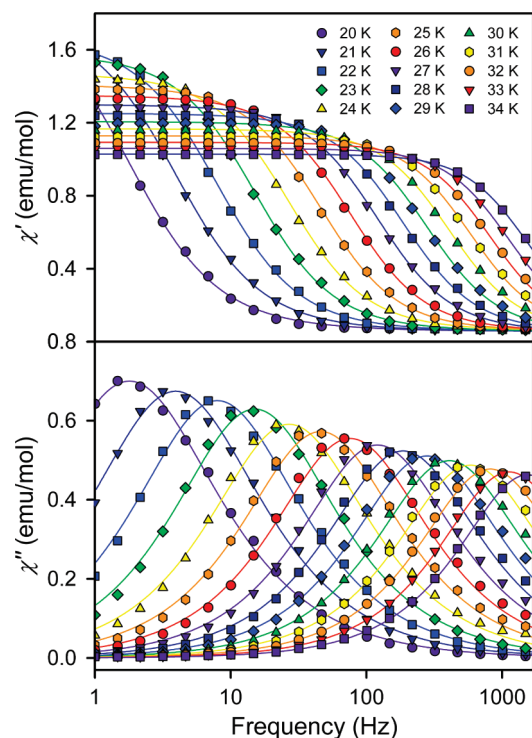 20 K 25 K 30 K
21 K 26 K 31 K
22 K 27 K 32 K
23 K 28 K 33 K
24 K 29 K 34 K
1.6
1.2
0.8
0.4
0.8
χ′ (emu/mol)
0.6
0.4
0.2
0.0
χ″ (emu/mol)
1 10 100 1000
Frequency (Hz)